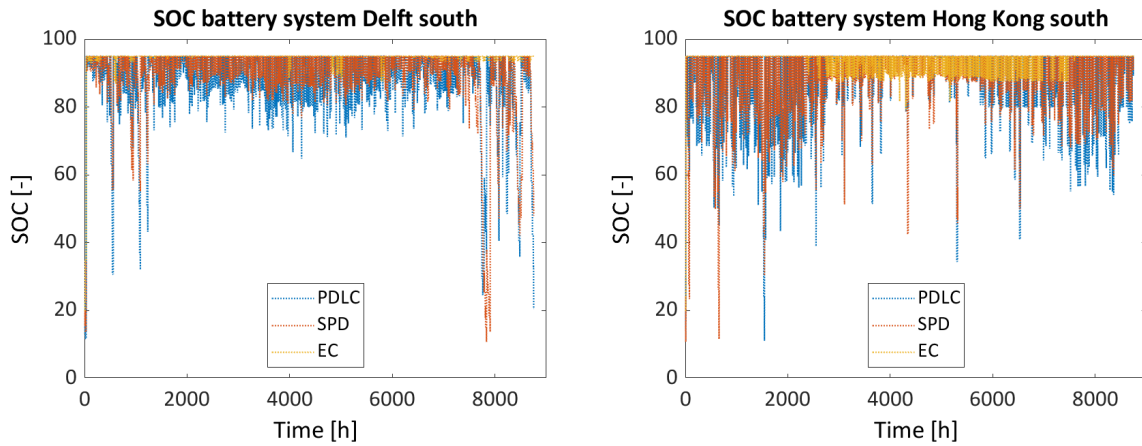 SOC battery system Delft south
100
80
60
40
20
0
SOC [-]
PDLC
SPD
EC
0
2000
4000
6000
8000
Time [h]
SOC battery system Hong Kong south
100
80
60
40
20
0
SOC [-]
PDLC
SPD
EC
0
2000
4000
6000
8000
Time [h]